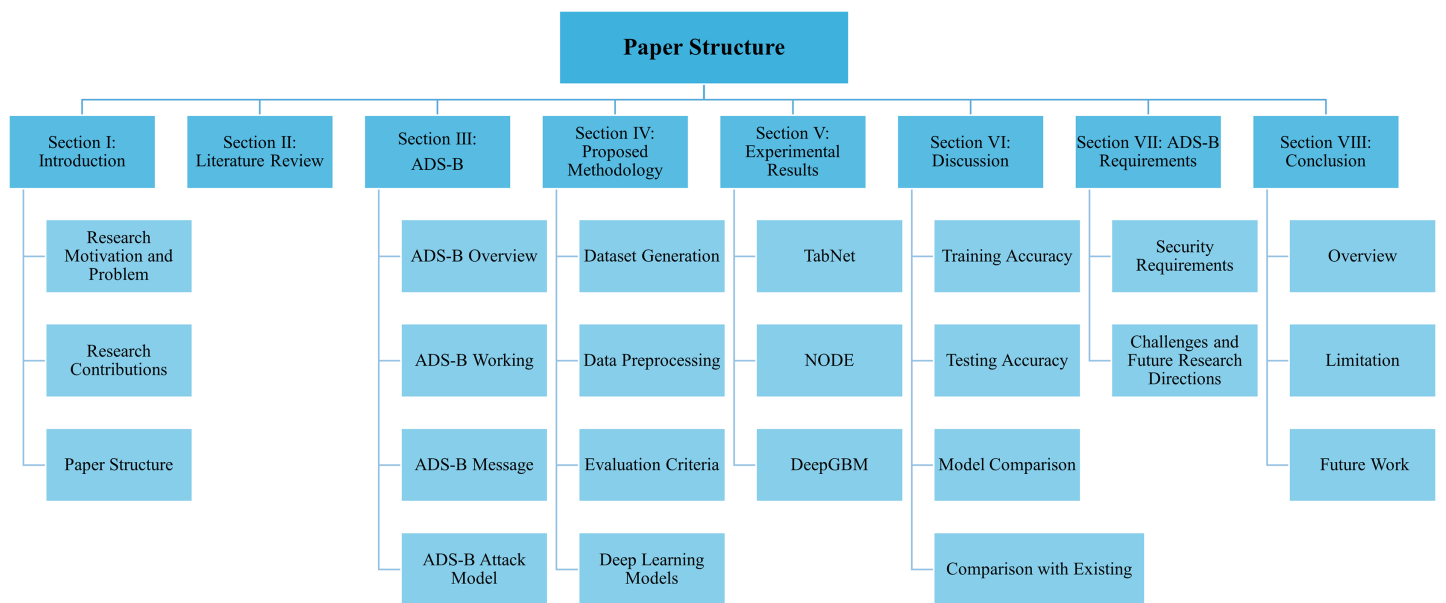 Paper Structure
Section I:
Introduction
Section II:
Literature Review
Section III:
ADS-B
Section IV:
Proposed
Methodology
Section V:
Experimental
Results
Section VI:
Discussion
Section VII: ADS-B
Requirements
Section VIII:
Conclusion
Research
Motivation and
Problem
Research
Contributions
Paper Structure
ADS-B Overview
ADS-B Working
ADS-B Message
ADS-B Attack
Model
Dataset Generation
Data Preprocessing
Evaluation Criteria
Deep Learning
Models
TabNet
NODE
DeepGBM
Training Accuracy
Testing Accuracy
Model Comparison
Comparison with Existing
Security
Requirements
Challenges and
Future Research
Directions
Overview
Limitation
Future Work